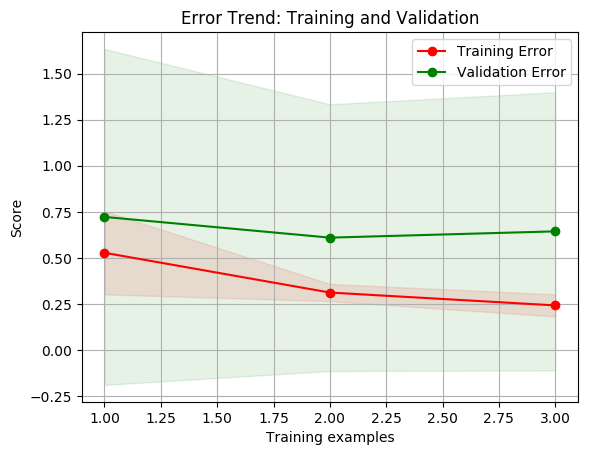 Error Trend: Training and Validation
Training Error
Validation Error
Score
1.50
1.25
1.00
0.75
0.50
0.25
0.00
−0.25
1.00 1.25 1.50 1.75 2.00 2.25 2.50 2.75 3.00
Training examples